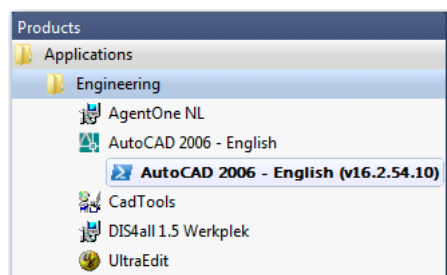 Products
Applications
Engineering
AgentOne NL
AutoCAD 2006 - English
AutoCAD 2006 - English (v16.2.54.10)
CadTools
DIS4all 1.5 Werkplek
UltraEdit